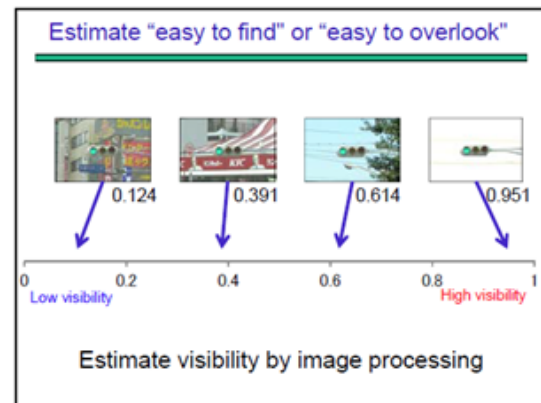 Estimate “easy to find" or “easy to overlook"
KFC
0.124
0.391
0.614
0.951
0
0.2
0.4
0.6
0.8
1
Low visibility
High visibility
Estimate visibility by image processing